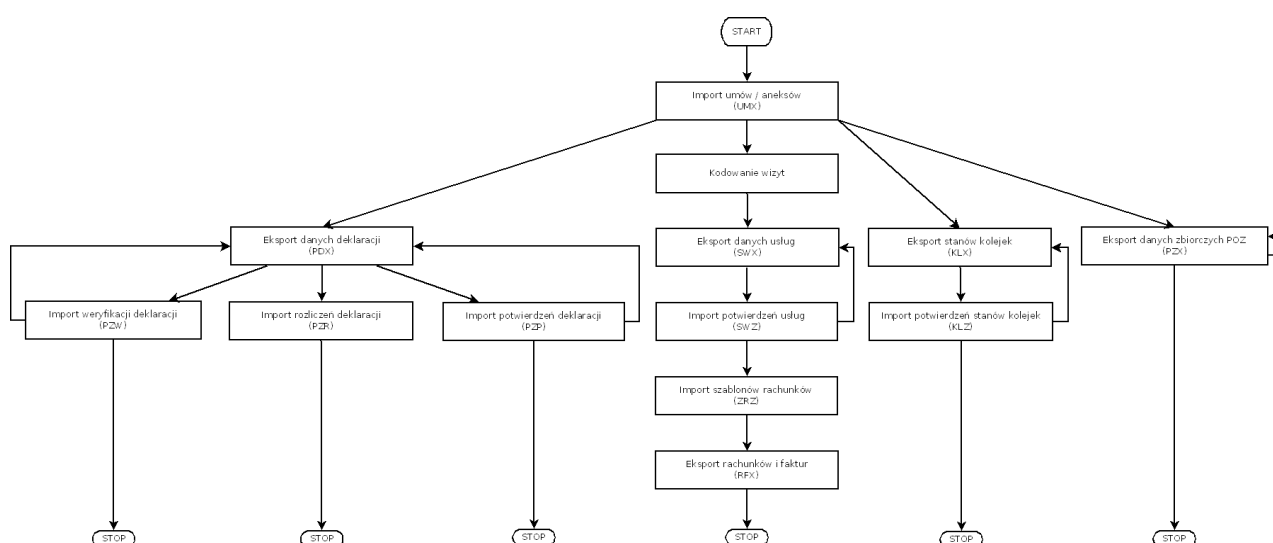 START
Import umów / aneksów
(UMX)
Kodowanie wizyt
Eksport danych deklaracji
(PDX)
Eksport danych usług
(SWX)
Eksport stanów kolejek
(KLX)
Eksport danych zbiorczych POZ
(PZX)
Import weryfikacji deklaracji
(PZW)
Import rozliczeń deklaracji
(PZR)
Import potwierdzeń deklaracji
(PZP)
Import potwierdzeń usług
(SWZ)
Import potwierdzeń stanów kolejek
(KLZ)
Import szablonów rachunków
(ZRZ)
Eksport rachunków i faktur
(RFX)
STOP
STOP
STOP
STOP
STOP
STOP